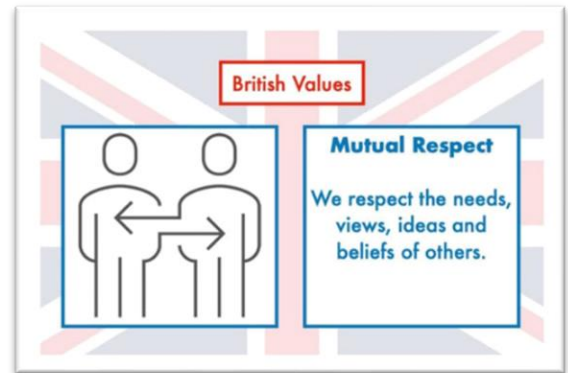 British Values
Mutual Respect
We respect the needs,
views, ideas and
beliefs of others.